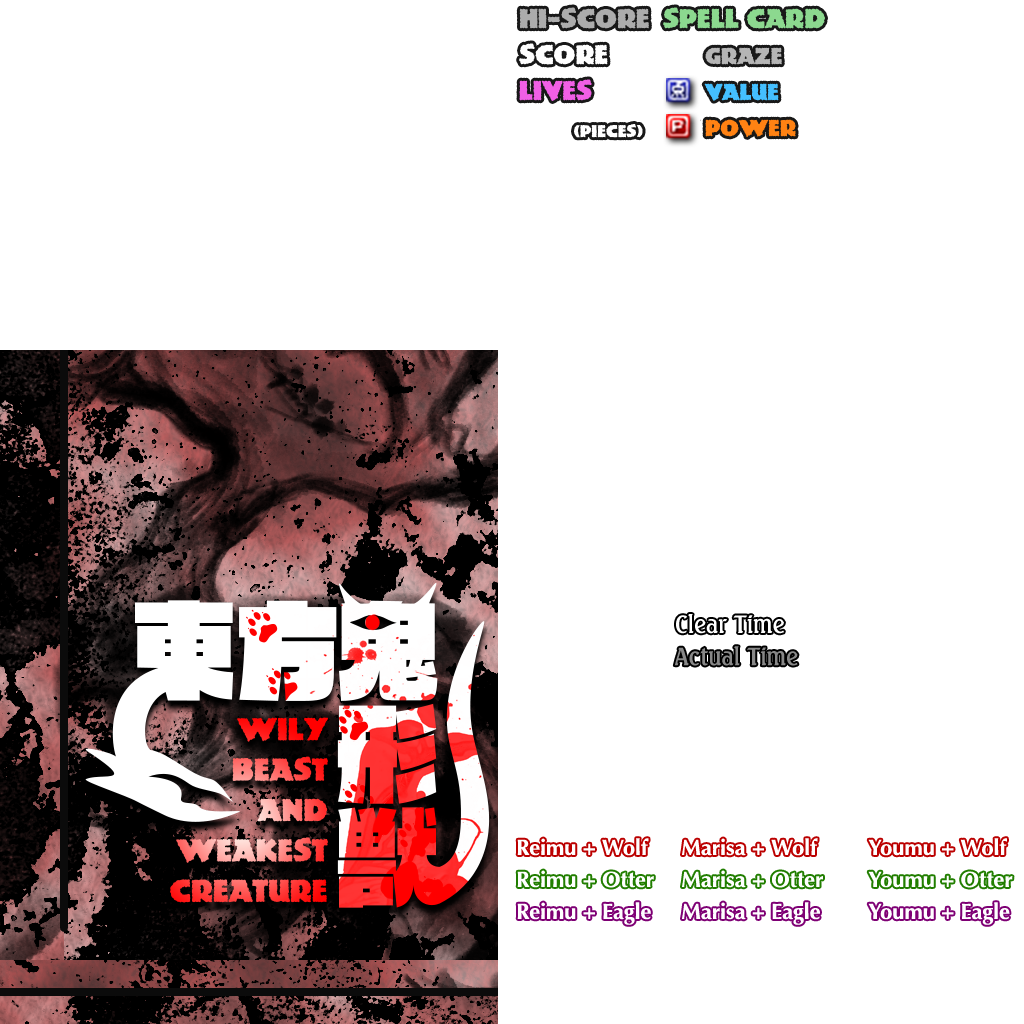 HI-SCORE SPELL CARD
SCORE GRAZE
LIVES VALUE
(PIECES) P POWER
東方鬼
形
獣
WILY
BEAST
AND
WEAKEST
CREATURE
Clear Time
Actual Time
Reimu + Wolf Marisa + Wolf Youmu + Wolf
Reimu + Otter Marisa + Otter Youmu + Otter
Reimu + Eagle Marisa + Eagle Youmu + Eagle